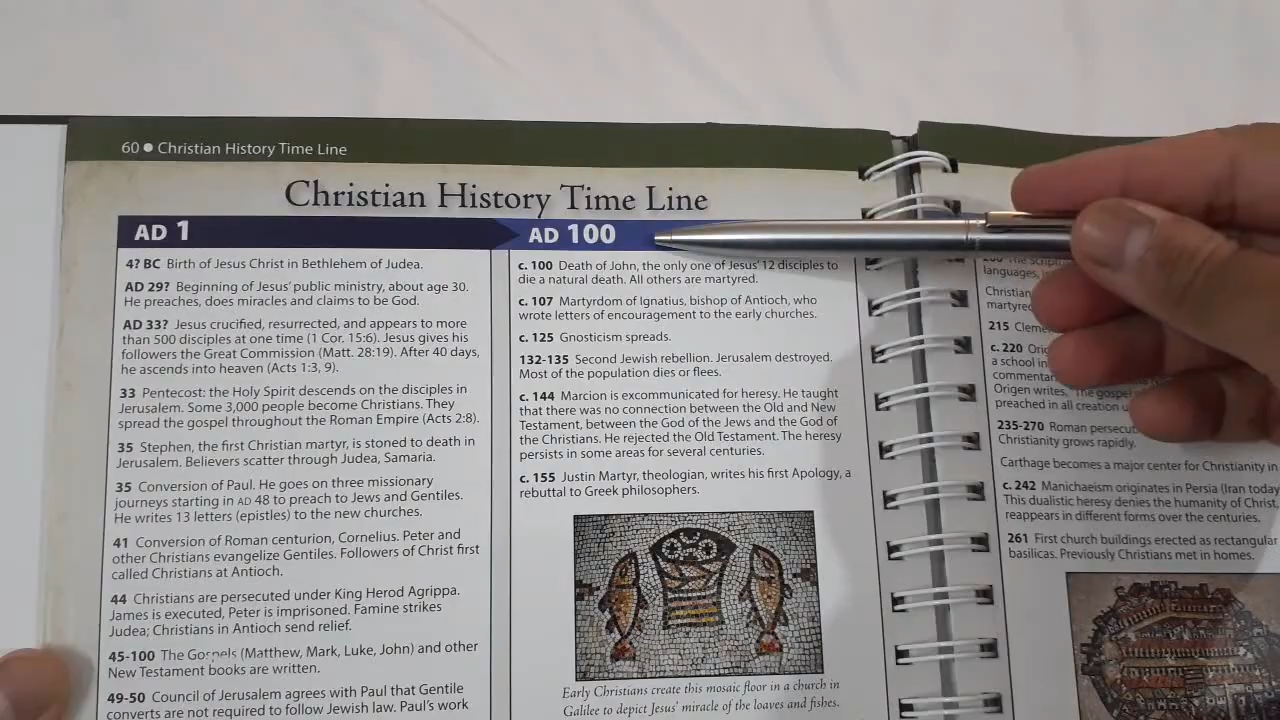 60 ● Christian History Time Line
Christian History Time Line
AD 1
4? BC Birth of Jesus Christ in Bethlehem of Judea.
AD 29? Beginning of Jesus' public ministry, about age 30.
He preaches, does miracles and claims to be God.
AD 33? Jesus crucified, resurrected, and appears to more
than 500 disciples at one time (1 Cor. 15:6). Jesus gives his
followers the Great Commission (Matt. 28:19). After 40 days,
he ascends into heaven (Acts 1:3, 9).
33 Pentecost: the Holy Spirit descends on the disciples in
Jerusalem. Some 3,000 people become Christians. They
spread the gospel throughout the Roman Empire (Acts 2:8).
35 Stephen, the first Christian martyr, is stoned to death in
Jerusalem. Believers scatter through Judea, Samaria.
35 Conversion of Paul. He goes on three missionary
journeys starting in AD 48 to preach to Jews and Gentiles.
He writes 13 letters (epistles) to the new churches.
41 Conversion of Roman centurion, Cornelius. Peter and
other Christians evangelize Gentiles. Followers of Christ first
called Christians at Antioch.
44 Christians are persecuted under King Herod Agrippa.
James is executed, Peter is imprisoned. Famine strikes
Judea; Christians in Antioch send relief.
45-100 The Gospels (Matthew, Mark, Luke, John) and other
New Testament books are written.
49-50 Council of Jerusalem agrees with Paul that Gentile
converts are not required to follow Jewish law. Paul's work
AD 100
c. 100 Death of John, the only one of Jesus' 12 disciples to
die a natural death. All others are martyred.
c. 107 Martyrdom of Ignatius, bishop of Antioch, who
wrote letters of encouragement to the early churches.
c. 125 Gnosticism spreads.
132-135 Second Jewish rebellion. Jerusalem destroyed.
Most of the population dies or flees.
c. 144 Marcion is excommunicated for heresy. He taught
that there was no connection between the Old and New
Testament, between the God of the Jews and the God of
the Christians. He rejected the Old Testament. The heresy
persists in some areas for several centuries.
c. 155 Justin Martyr, theologian, writes his first Apology, a
rebuttal to Greek philosophers.
Early Christians create this mosaic floor in a church in
Galilee to depict Jesus' miracle of the loaves and fishes.
languages,
Christian
martyred
215
c. 220
a school in
Origen writes, "The gospel
preached in all creation
235-270 Roman
Christianity grows rapidly.
Carthage becomes a major center for Christianity in
c. 242 Manichaeism originates in Persia (Iran today
This dualistic heresy denies the humanity of Christ,
reappears in different forms over the centuries.
261 First church buildings erected as rectangular
basilicas. Previously Christians met in homes.